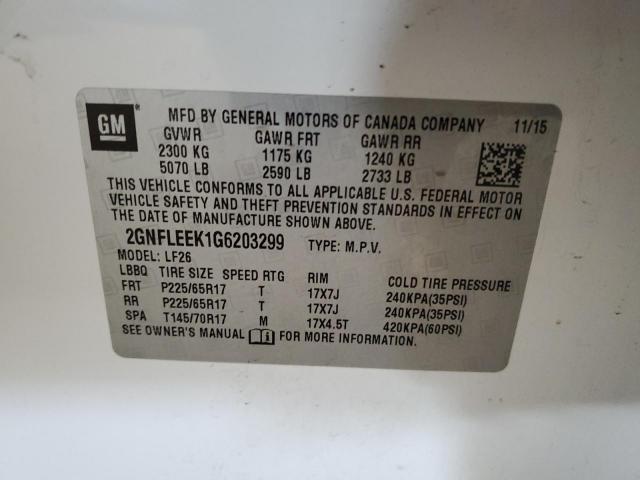 GM
MFD BY GENERAL MOTORS OF CANADA COMPANY 11/15
GVWR GAWR FRT GAWR RR
2300 KG 1175 KG 1240 KG
5070 LB 2590 LB 2733 LB
THIS VEHICLE CONFORMS TO ALL APPLICABLE U.S. FEDERAL MOTOR
VEHICLE SAFETY AND THEFT PREVENTION STANDARDS IN EFFECT ON
THE DATE OF MANUFACTURE SHOWN ABOVE.
2GNFLEEK1G6203299 TYPE: M.P.V.
MODEL: LF26
LBBQ TIRE SIZE SPEED RTG RIM COLD TIRE PRESSURE
FRT P225/65R17 T 17X7J 240KPA(35PSI)
RR P225/65R17 T 17X7J 240KPA(35PSI)
SPA T145/70R17 M 17X4.5T 420KPA(60PSI)
SEE OWNER'S MANUAL FOR MORE INFORMATION.